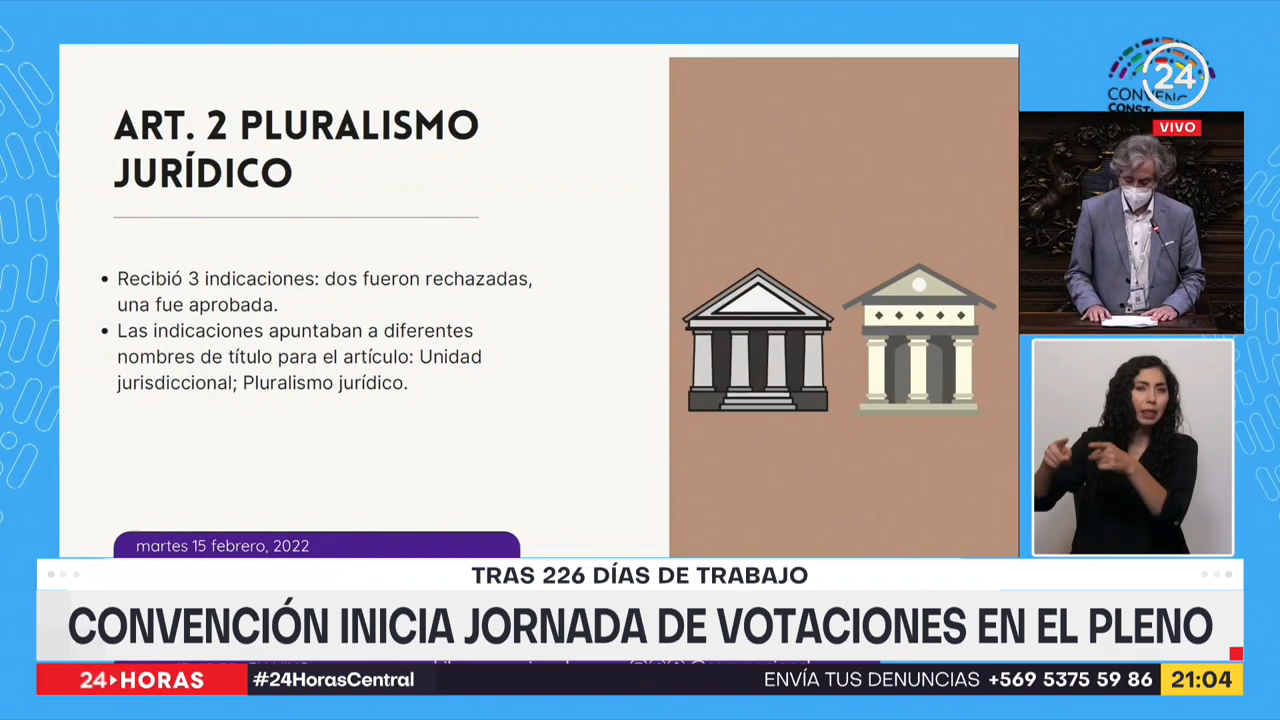 ART. 2 PLURALISMO
JURÍDICO
Recibió 3 indicaciones: dos fueron rechazadas,
una fue aprobada.
Las indicaciones apuntaban a diferentes
nombres de título para el artículo: Unidad
jurisdiccional; Pluralismo jurídico.
martes 15 febrero, 2022
24
VIVO
TRAS 226 DÍAS DE TRABAJO
CONVENCIÓN INICIA JORNADA DE VOTACIONES EN EL PLENO
24 HORAS
#24HorasCentral
ENVÍA TUS DENUNCIAS +569 5375 59 86
21:04